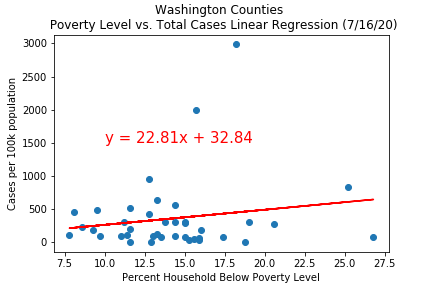 Washington Counties
Poverty Level vs. Total Cases Linear Regression (7/16/20)
Cases per 100k population
3000
2500
2000
1500
1000
500
0
y = 22.81x + 32.84
7.5 10.0 12.5 15.0 17.5 20.0 22.5 25.0 27.5
Percent Household Below Poverty Level